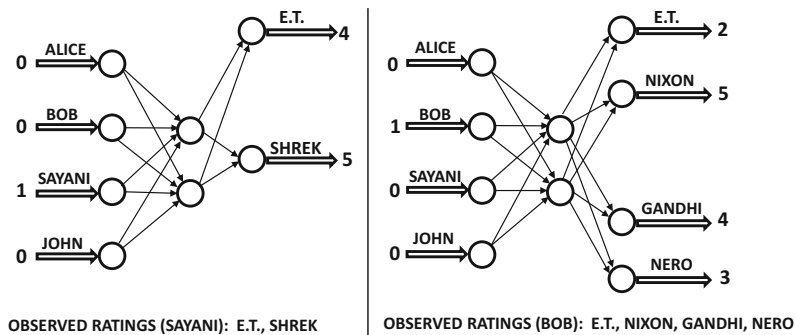 E.T.
4
ALICE
0
BOB
0
SHREK
5
SAYANI
1
JOHN
0
OBSERVED RATINGS (SAYANI): E.T., SHREK
E.T.
2
ALICE
0
NIXON
5
BOB
1
SAYANI
0
GANDHI
4
JOHN
0
NERO
3
OBSERVED RATINGS (BOB): E.T., NIXON, GANDHI, NERO